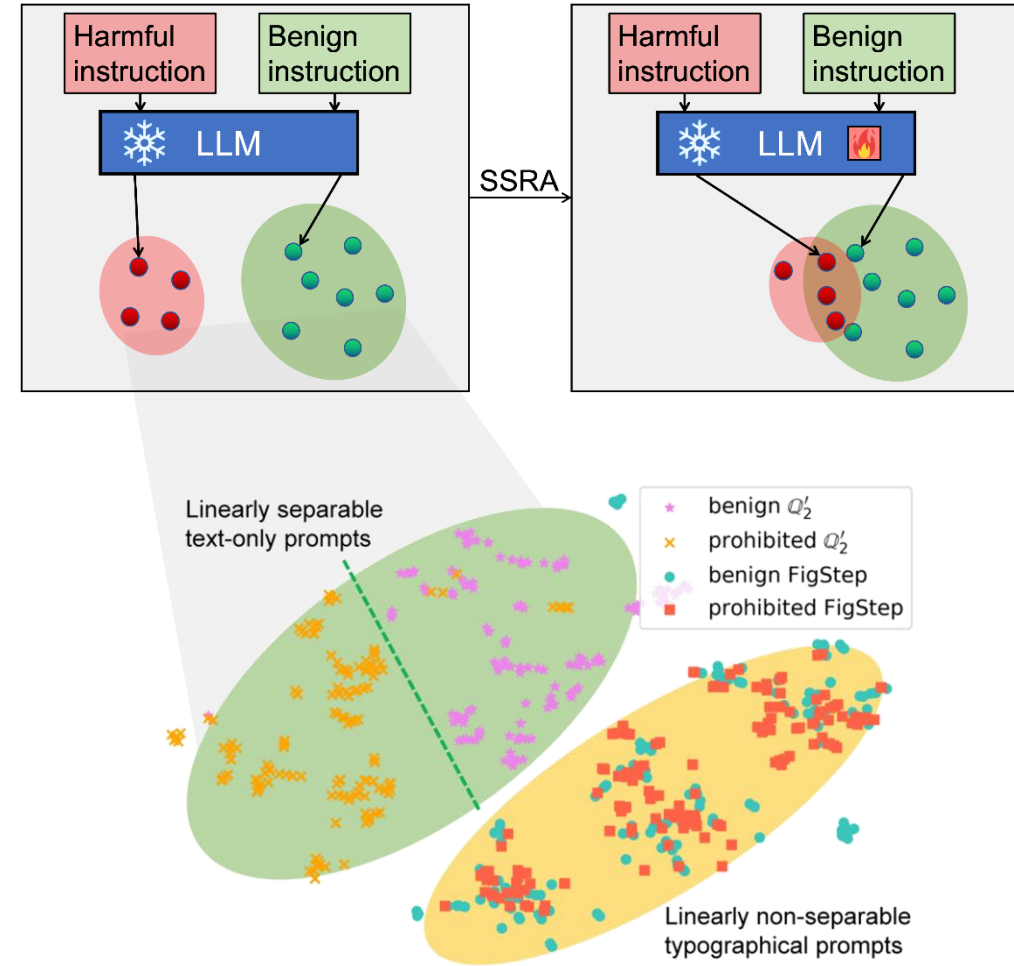 Harmful
instruction
Benign
instruction
LLM
SSRA
Harmful
instruction
Benign
instruction
LLM
Linearly separable
text-only prompts
benign ℚ′₂
prohibited ℚ′₂
benign FigStep
prohibited FigStep
Linearly non-separable
typographical prompts